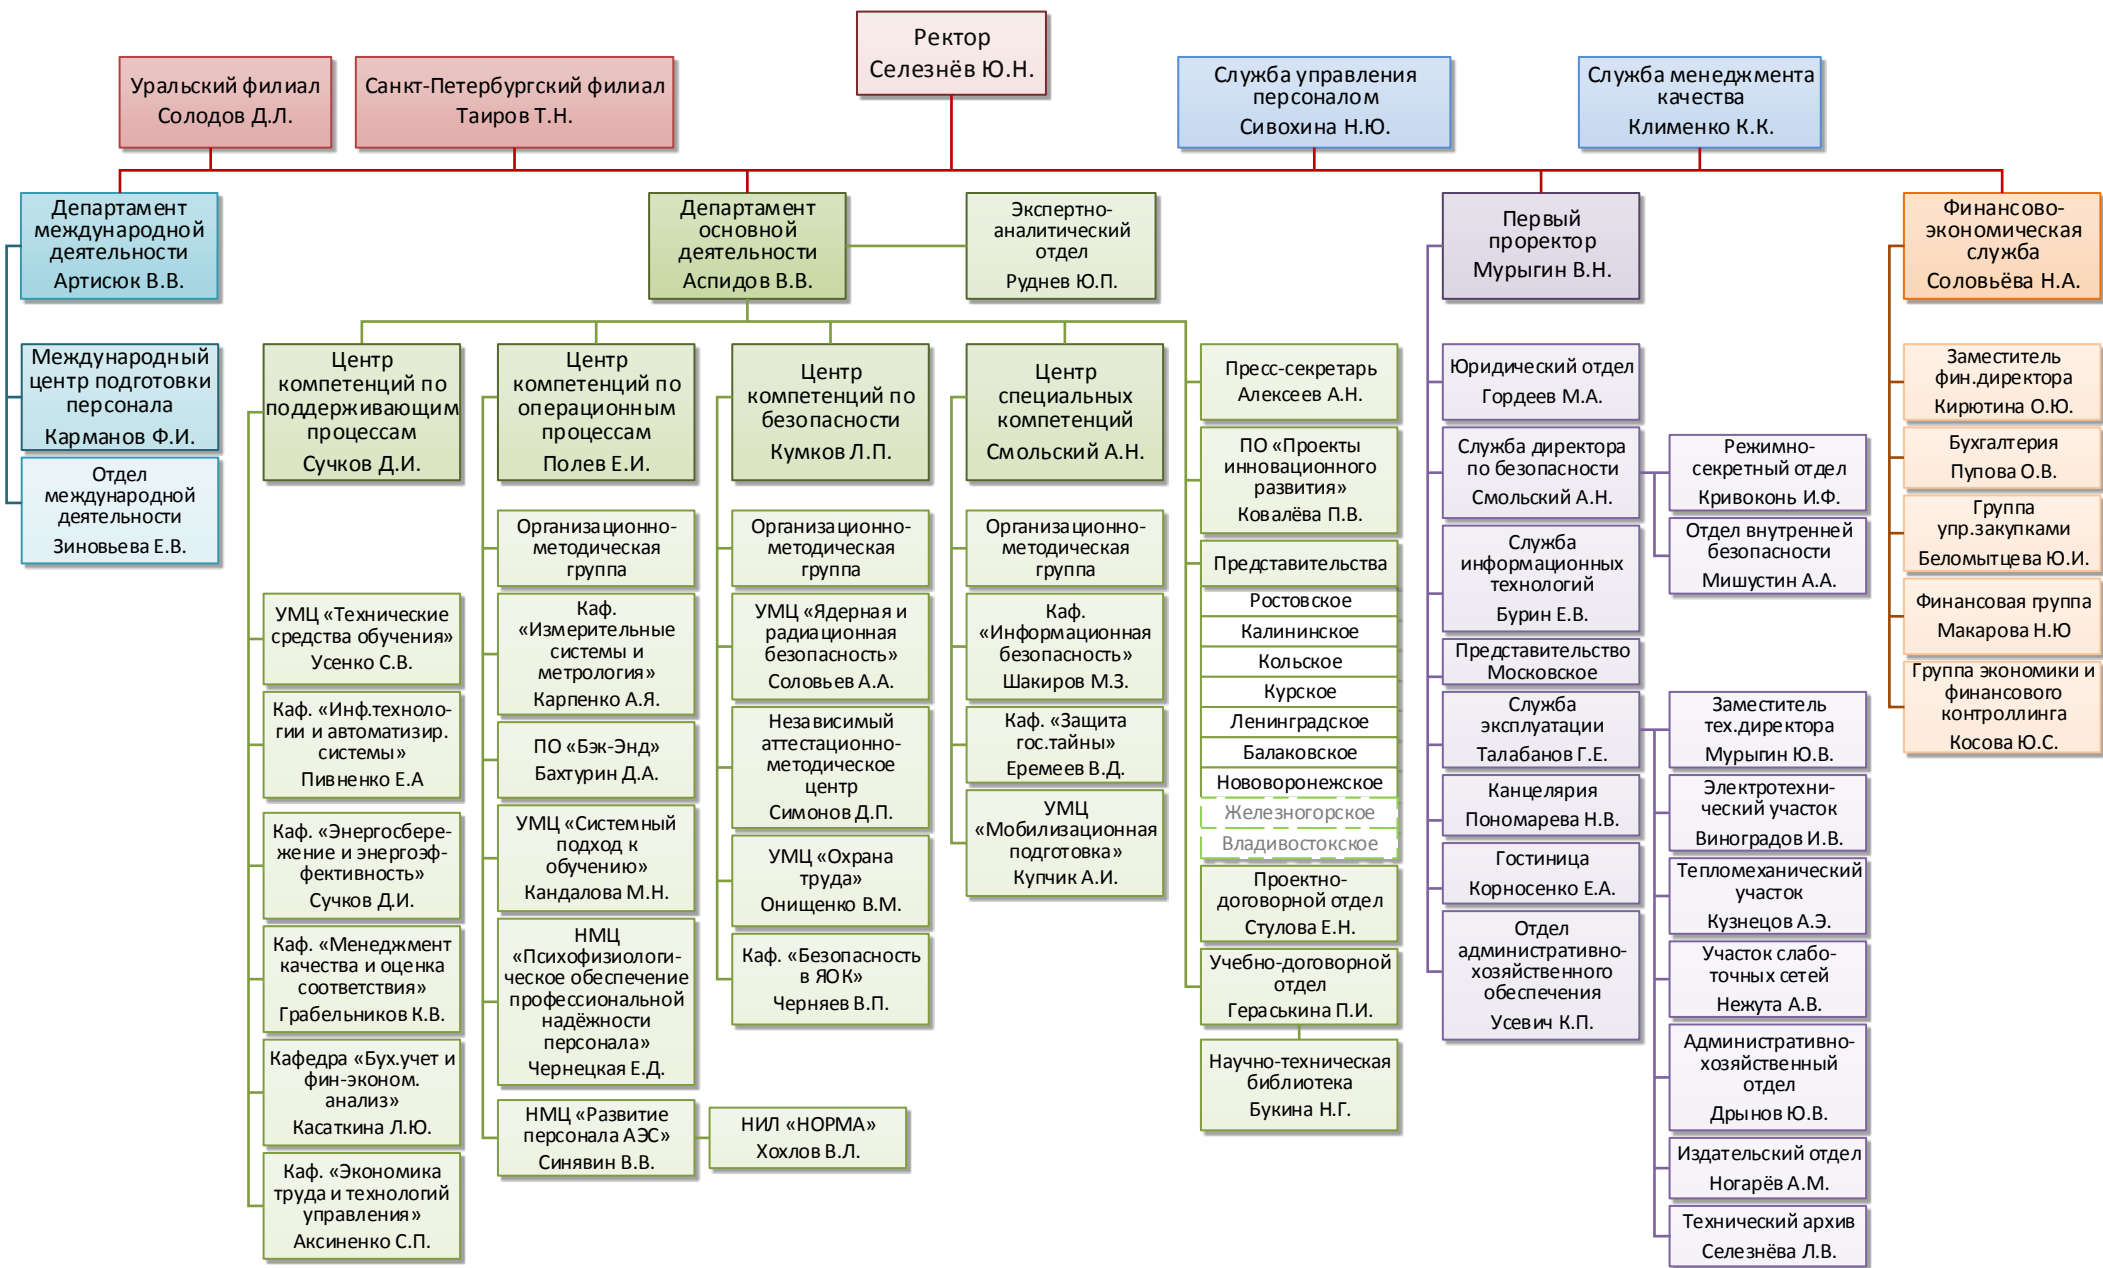 Ректор
Селезнёв Ю.Н.
Уральский филиал
Солодов Д.Л.
Санкт-Петербургский филиал
Таиров Т.Н.
Служба управления
персоналом
Сивохина Н.Ю.
Служба менеджмента
качества
Клименко К.К.
Департамент
международной
деятельности
Артисюк В.В.
Департамент
основной
деятельности
Аспидов В.В.
Экспертно-
аналитический
отдел
Руднев Ю.П.
Первый
проректор
Мурыгин В.Н.
Финансово-
экономическая
служба
Соловьёва Н.А.
Международный
центр подготовки
персонала
Карманов Ф.И.
Отдел
международной
деятельности
Зиновьева Е.В.
Центр
компетенций по
поддерживающим
процессам
Сучков Д.И.
УМЦ «Технические
средства обучения»
Усенко С.В.
Каф. «Инф.техноло-
гии и автоматизир.
системы»
Пивненко Е.А
Каф. «Энергосбере-
жение и энергоэф-
фективность»
Сучков Д.И.
Каф. «Менеджмент
качества и оценка
соответствия»
Грабельников К.В.
Кафедра «Бух.учет и
фин-эконом.
анализ»
Касаткина Л.Ю.
Каф. «Экономика
труда и технологий
управления»
Аксиненко С.П.
Центр
компетенций по
операционным
процессам
Полев Е.И.
Организационно-
методическая
группа
Каф.
«Измерительные
системы и
метрология»
Карпенко А.Я.
ПО «Бэк-Энд»
Бахтурин Д.А.
УМЦ «Системный
подход к
обучению»
Кандалова М.Н.
НМЦ
«Психофизиологи-
ческое обеспечение
профессиональной
надёжности
персонала»
Чернецкая Е.Д.
НМЦ «Развитие
персонала АЭС»
Синявин В.В.
НИЛ «НОРМА»
Хохлов В.Л.
Центр
компетенций по
безопасности
Кумков Л.П.
Организационно-
методическая
группа
УМЦ «Ядерная и
радиационная
безопасность»
Соловьев А.А.
Независимый
аттестационно-
методическое
центр
Симонов Д.П.
УМЦ «Охрана
труда»
Онищенко В.М.
Каф. «Безопасность
в ЯОК»
Черняев В.П.
Центр
специальных
компетенций
Смольский А.Н.
Организационно-
методическая
группа
Каф.
«Информационная
безопасность»
Шакиров М.З.
Каф. «Защита
гос.тайны»
Еремеев В.Д.
УМЦ
«Мобилизационная
подготовка»
Купчик А.И.
Пресс-секретарь
Алексеев А.Н.
ПО «Проекты
инновационного
развития»
Ковалёва П.В.
Представительства
Ростовское
Калининское
Кольское
Курское
Ленинградское
Балаковское
Нововоронежское
Железногорское
Владивостокское
Проектно-
договорной отдел
Стулова Е.Н.
Учебно-договорной
отдел
Гераськина П.И.
Научно-техническая
библиотека
Букина Н.Г.
Юридический отдел
Гордеев М.А.
Служба директора
по безопасности
Смольский А.Н.
Служба
информационных
технологий
Бурин Е.В.
Представительство
Московское
Служба
эксплуатации
Талабанов Г.Е.
Канцелярия
Пономарева Н.В.
Гостиница
Корносенко Е.А.
Отдел
административно-
хозяйственного
обеспечения
Усевич К.П.
Режимно-
секретный отдел
Кривоконь И.Ф.
Отдел внутренней
безопасности
Мишустин А.А.
Заместитель
тех.директора
Мурыгин Ю.В.
Электротехни-
ческий участок
Виноградов И.В.
Тепломеханический
участок
Кузнецов А.Э.
Участок слабо-
точных сетей
Нежута А.В.
Административно-
хозяйственный
отдел
Дрынов Ю.В.
Издательский отдел
Ногарёв А.М.
Технический архив
Селезнёва Л.В.
Заместитель
фин.директора
Кирютина О.Ю.
Бухгалтерия
Пупова О.В.
Группа
упр.закупками
Беломытцева Ю.И.
Финансовая группа
Макарова Н.Ю
Группа экономики и
финансового
контроллинга
Косова Ю.С.